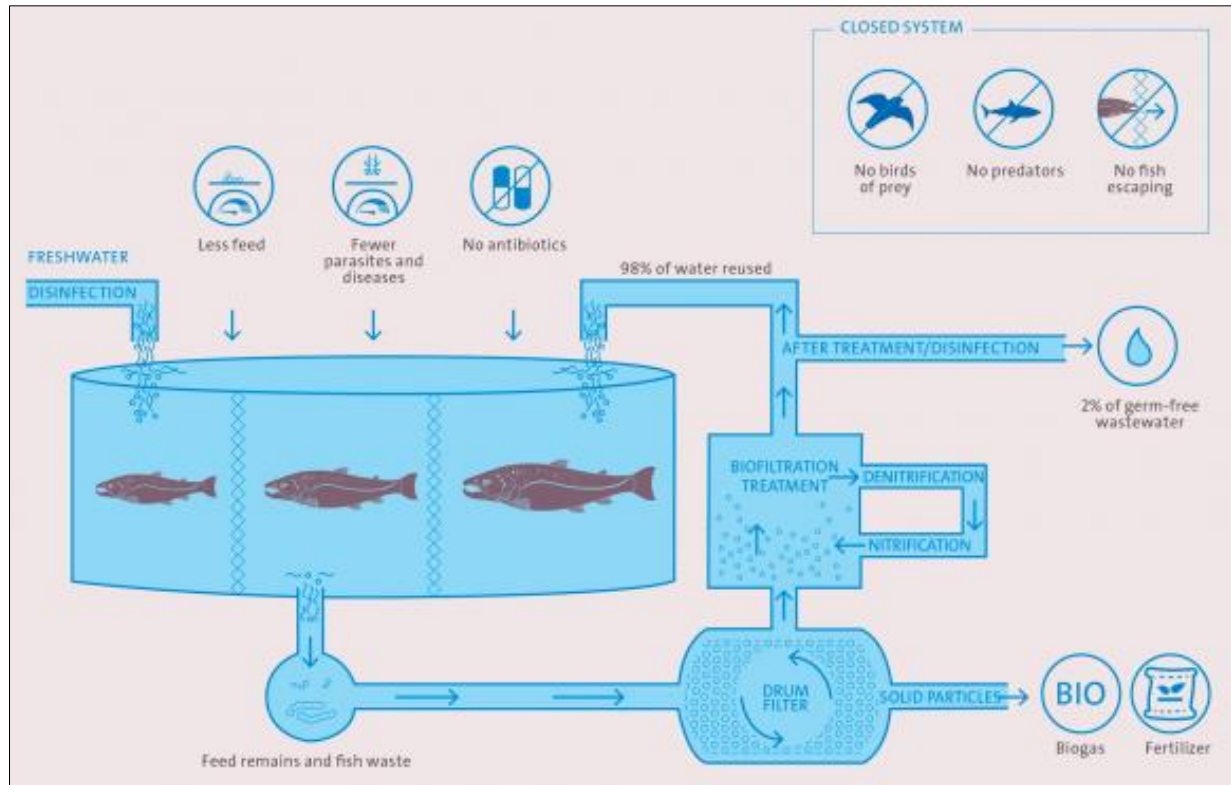 CLOSED SYSTEM
No birds
of prey
No predators
No fish
escaping
Less feed
Fewer
parasites and
diseases
No antibiotics
FRESHWATER
DISINFECTION
98% of water reused
AFTER TREATMENT/DISINFECTION
2% of germ-free
wastewater
BIOFILTRATION
TREATMENT
DENITRIFICATION
NITRIFICATION
DRUM
FILTER
SOLID PARTICLES
BIO
Biogas
Fertilizer
Feed remains and fish waste